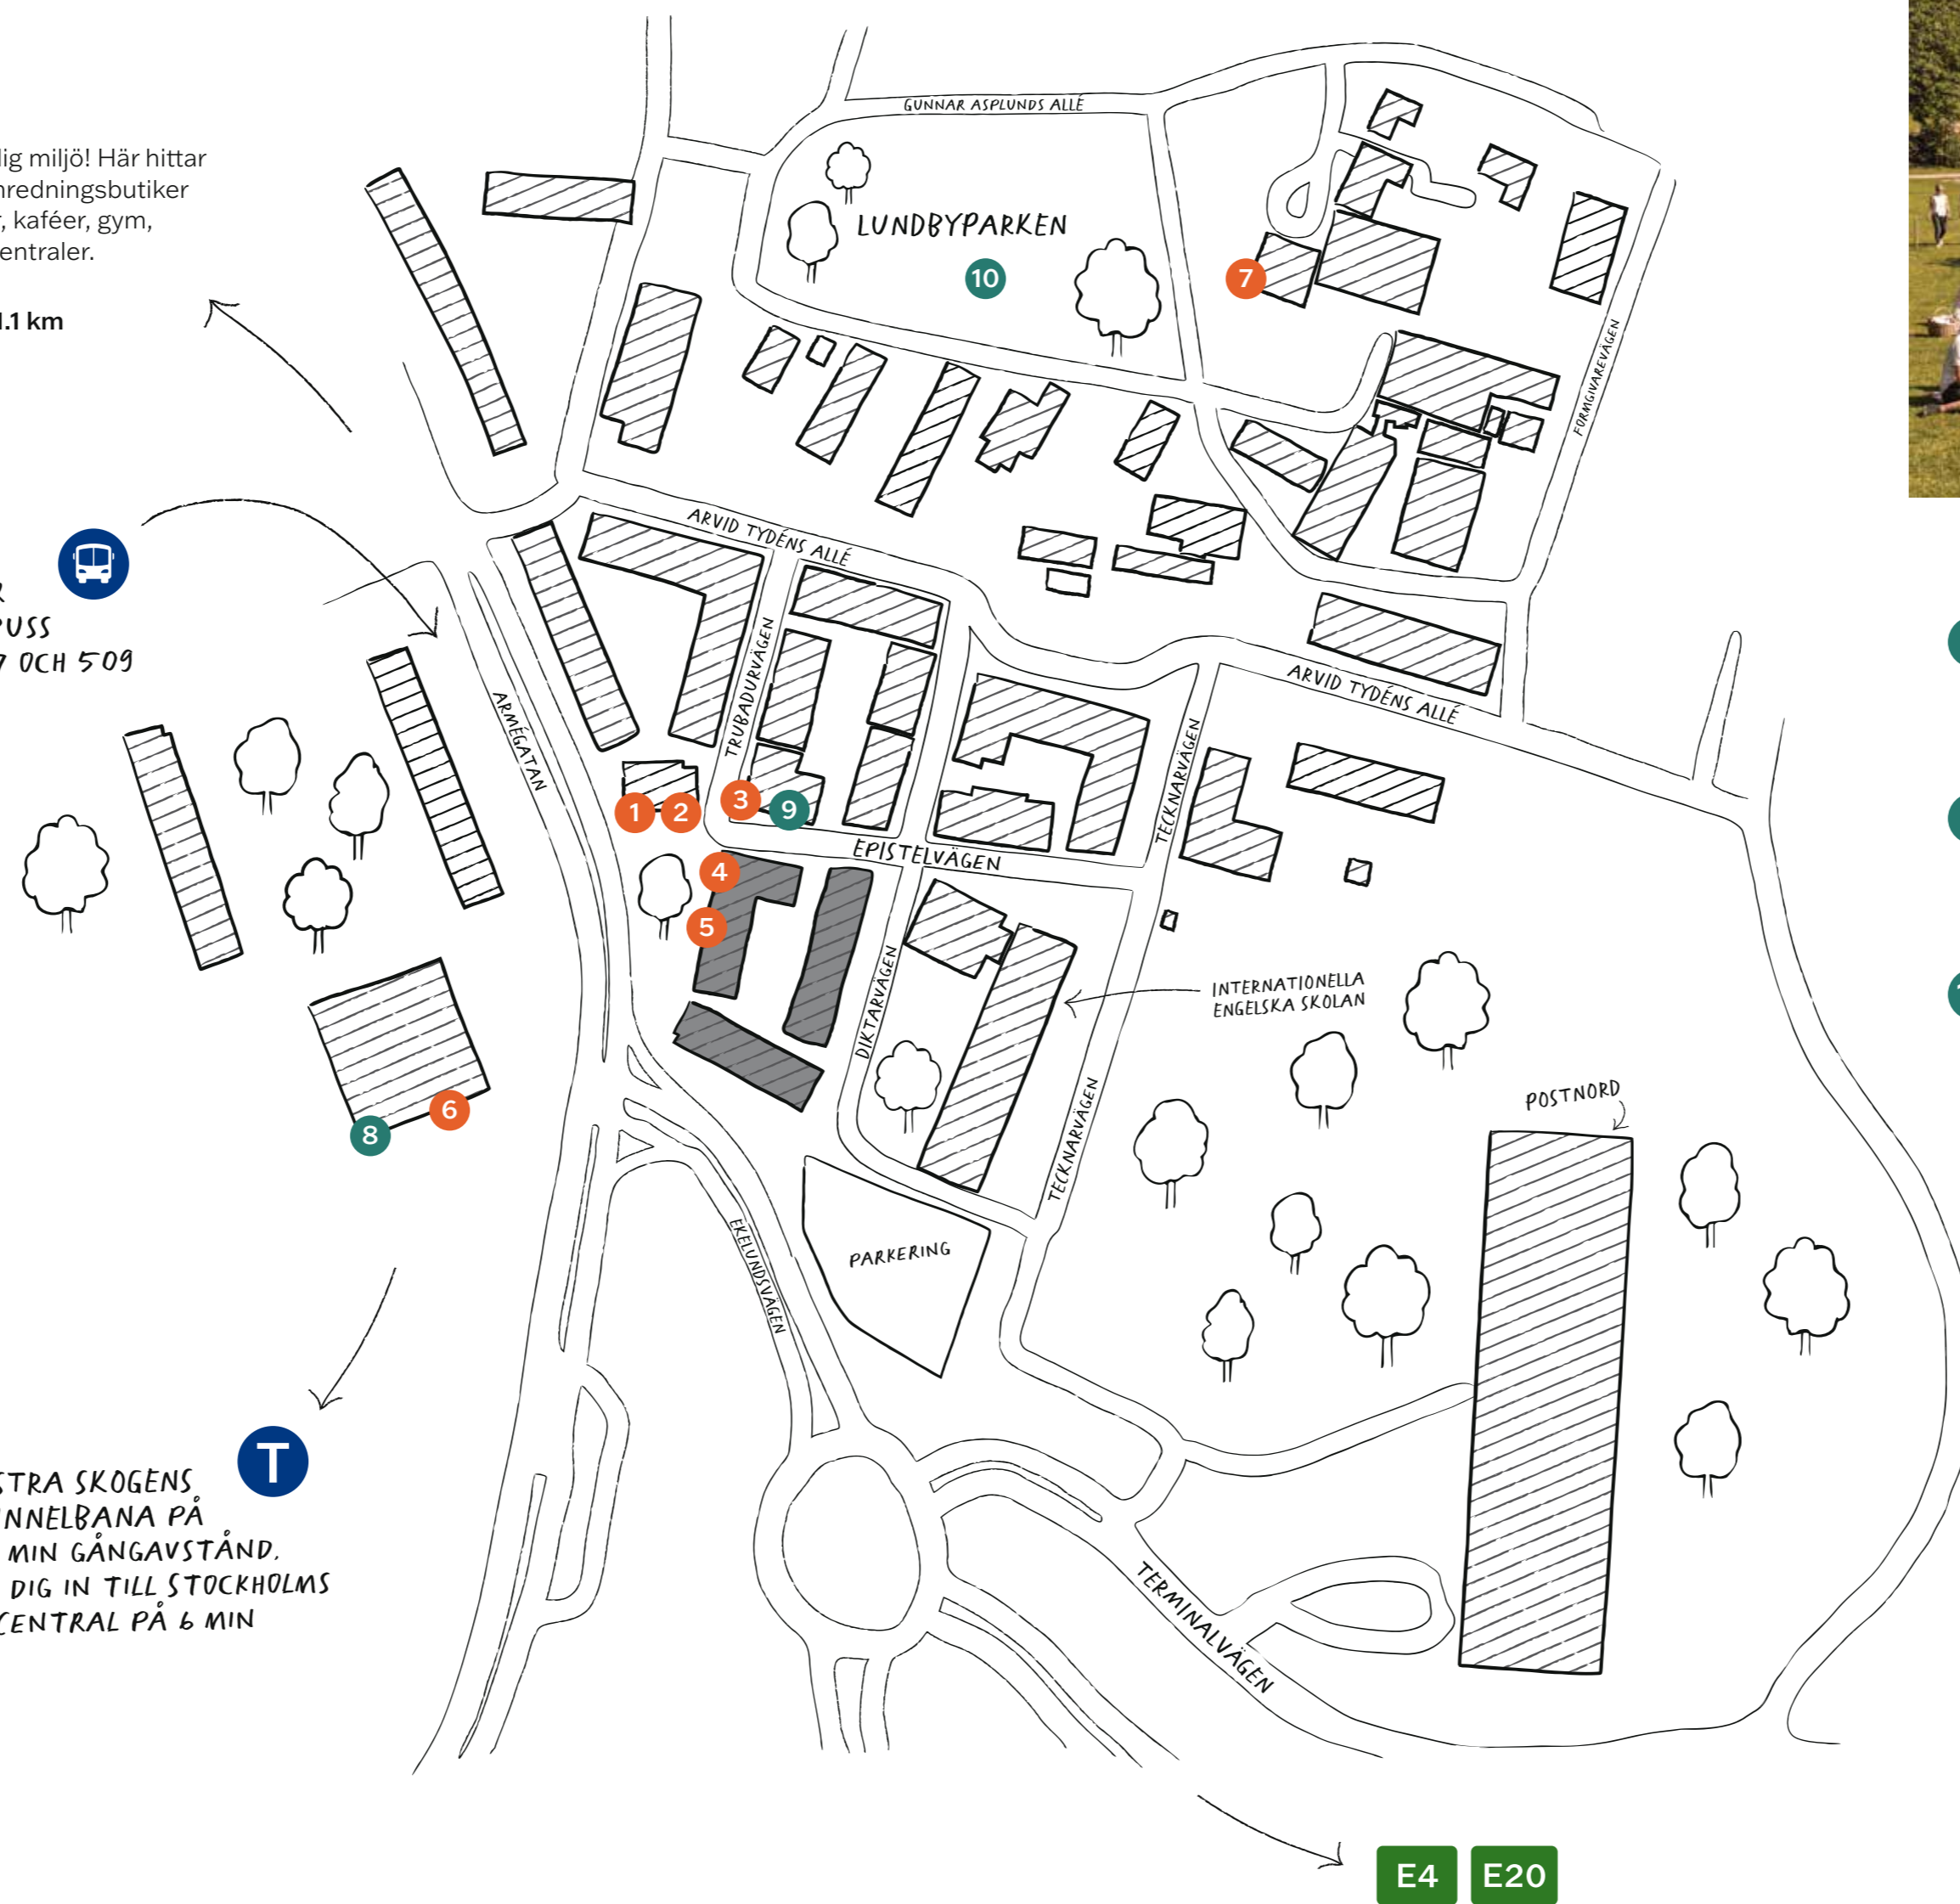 GUNNAR ASPLUNDS ALLÉ
lig miljö! Här hittar
nredningsbutiker
, kaféer, gym,
entraler.
1.1 km
LUNDBYPARKEN
10
7
FORMGIVAREVÄGEN
ARVID TYDÉNS ALLÉ
R
PUSS
7 OCH 509
ARMÉGATAN
TRUBADURVÄGEN
TECKNARVÄGEN
ARVID TYDÉNS ALLÉ
1
2
3
9
EPISTELVÄGEN
4
5
DIKTARVÄGEN
INTERNATIONELLA
ENGELSKA SKOLAN
6
8
TECKNARVÄGEN
POSTNORD
EKELUNDSVÄGEN
PARKERING
T
STRA SKOGENS
NNELBANA PÅ
MIN GÅNGAVSTÅND.
DIG IN TILL STOCKHOLMS
CENTRAL PÅ 6 MIN
TERMINALVÄGEN
E4 E20